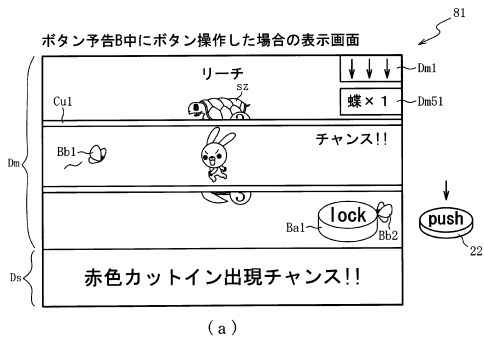 81
ボタン予告B中にボタン操作した場合の表示画面
リーチ
sz
Dm1
Cu1
蝶×1
Dm51
チャンス!!
Bb1
Dm
lock
Ba1
Bb2
push
22
Ds
赤色カットイン出現チャンス!!
(a)